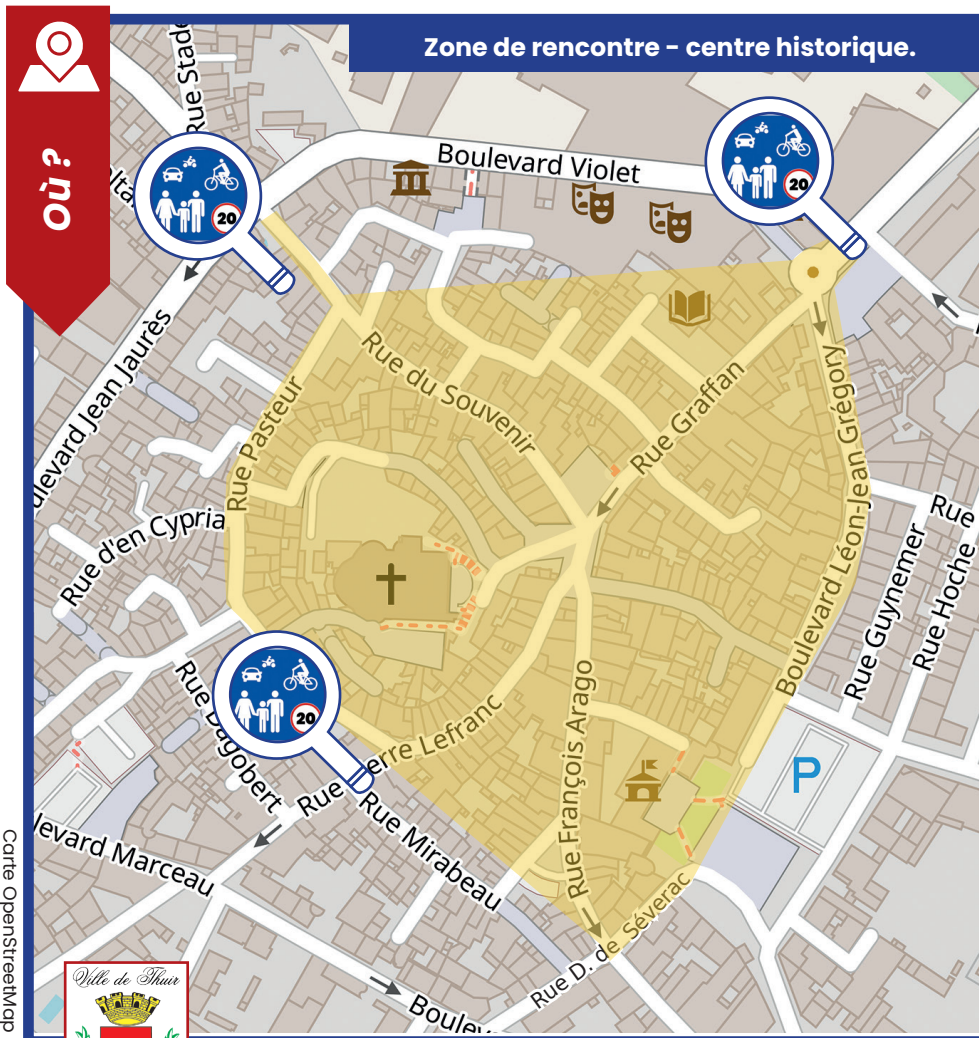 Où ?
Zone de rencontre - centre historique.
Rue Stade
Boulevard Violet
20
20
Boulevard Jean Jaurès
Rue Pasteur
Rue du Souvenir
Rue Graffan
Boulevard Léon-Jean Grégory
Rue d'en Cypria
Rue
Rue Guynemer
Rue Hoche
20
Rue Dagobert
Rue Pierre Lefranc
Rue François Arago
P
Rue Mirabeau
levard Marceau
Rue D. de Séverac
Boulev
Ville de Thuir
Carte OpenStreetMap